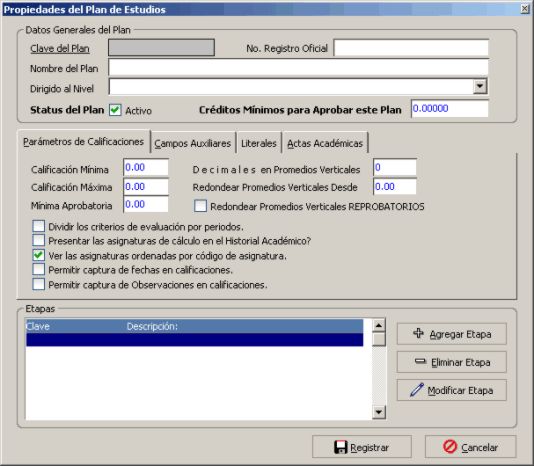 Propiedades del Plan de Estudios
Datos Generales del Plan
Clave del Plan No. Registro Oficial
Nombre del Plan
Dirigido al Nivel
Status del Plan Activo Créditos Mínimos para Aprobar este Plan 0.00000
Parámetros de Calificaciones Campos Auxiliares Literales Actas Académicas
Calificación Mínima 0.00 D e c i m a l e s en Promedios Verticales 0
Calificación Máxima 0.00 Redondear Promedios Verticales Desde 0.00
Mínima Aprobatoria 0.00 Redondear Promedios Verticales REPROBATORIOS
Dividir los criterios de evaluación por periodos.
Presentar las asignaturas de cálculo en el Historial Académico?
Ver las asignaturas ordenadas por código de asignatura.
Permitir captura de fechas en calificaciones.
Permitir captura de Observaciones en calificaciones.
Etapas
Clave Descripción:
Agregar Etapa
Eliminar Etapa
Modificar Etapa
Registrar Cancelar